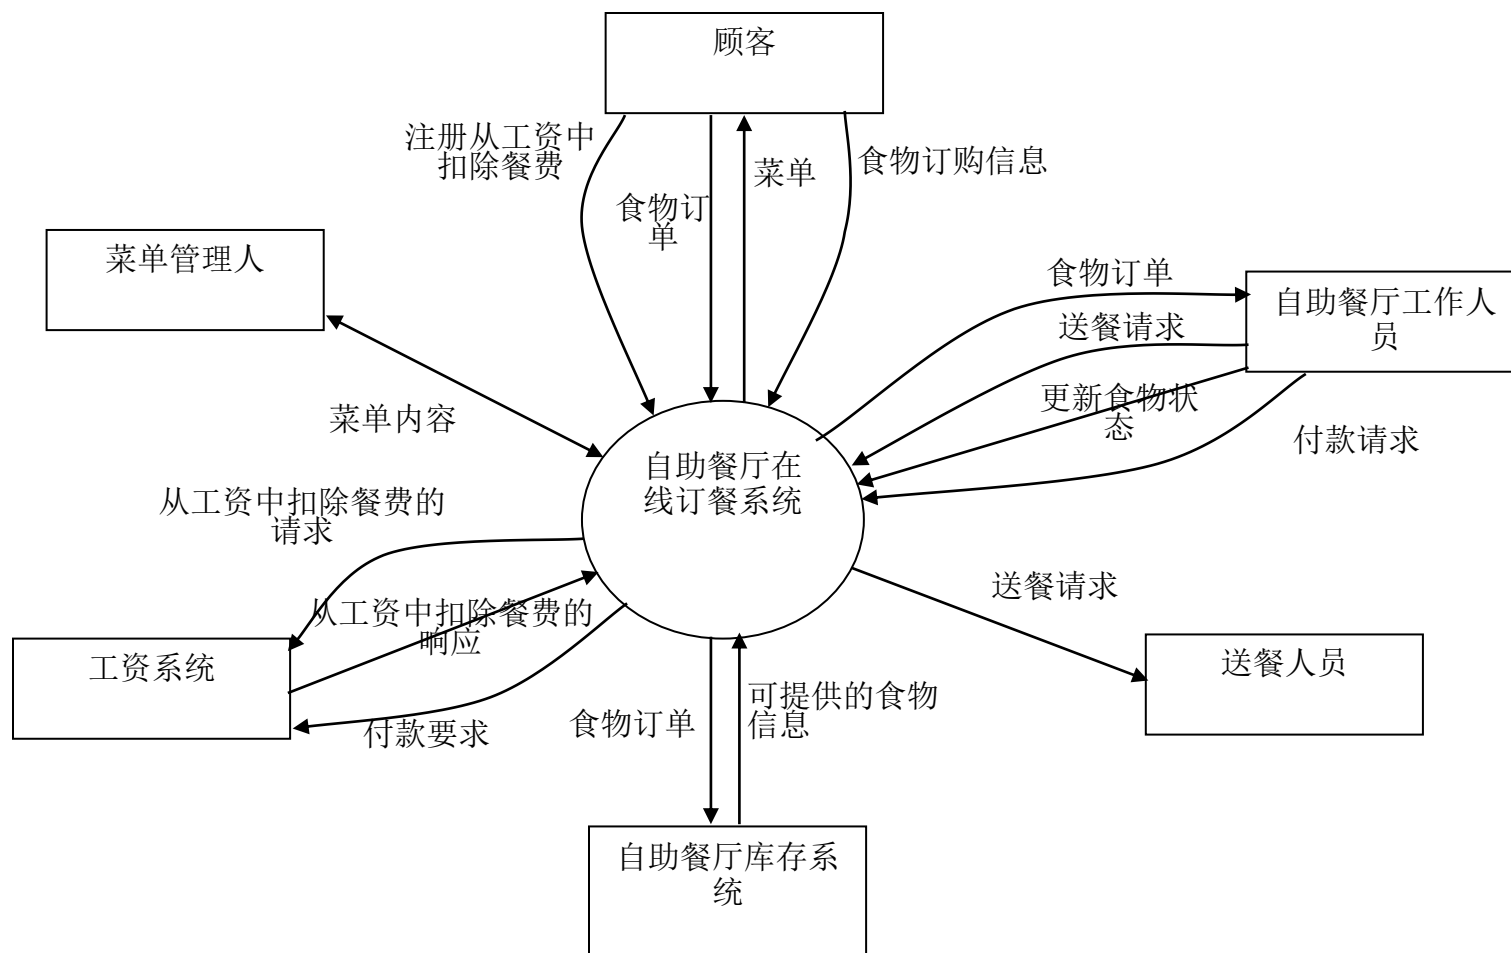 顾客
注册从工资中
扣除餐费
食物订
单
菜单
食物订购信息
菜单管理人
食物订单
自助餐厅工作人
员
送餐请求
更新食物状
态
付款请求
菜单内容
自助餐厅在
线订餐系统
从工资中扣除餐费的
请求
从工资中扣除餐费的
响应
送餐请求
工资系统
付款要求
食物订单
可提供的食物
信息
送餐人员
自助餐厅库存系
统